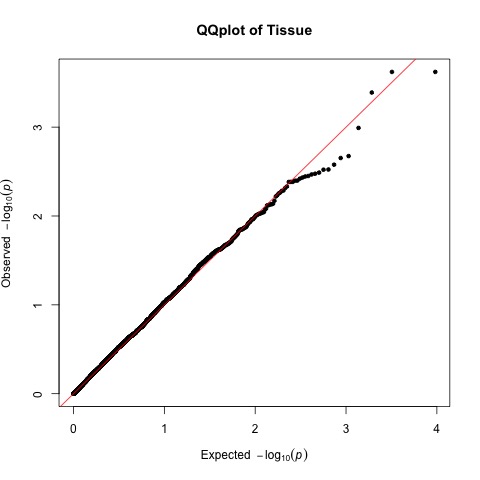 QQplot of Tissue
Observed −log₁₀(p)
3
2
1
0
0 1 2 3 4
Expected −log₁₀(p)